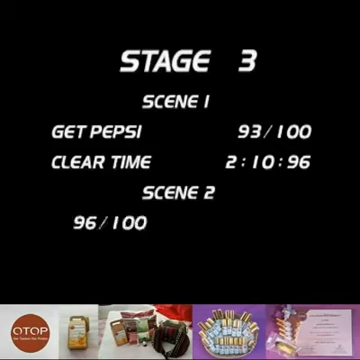 STAGE 3
SCENE 1
GET PEPSI 93/100
CLEAR TIME 2:10:96
SCENE 2
96/100
OTOP